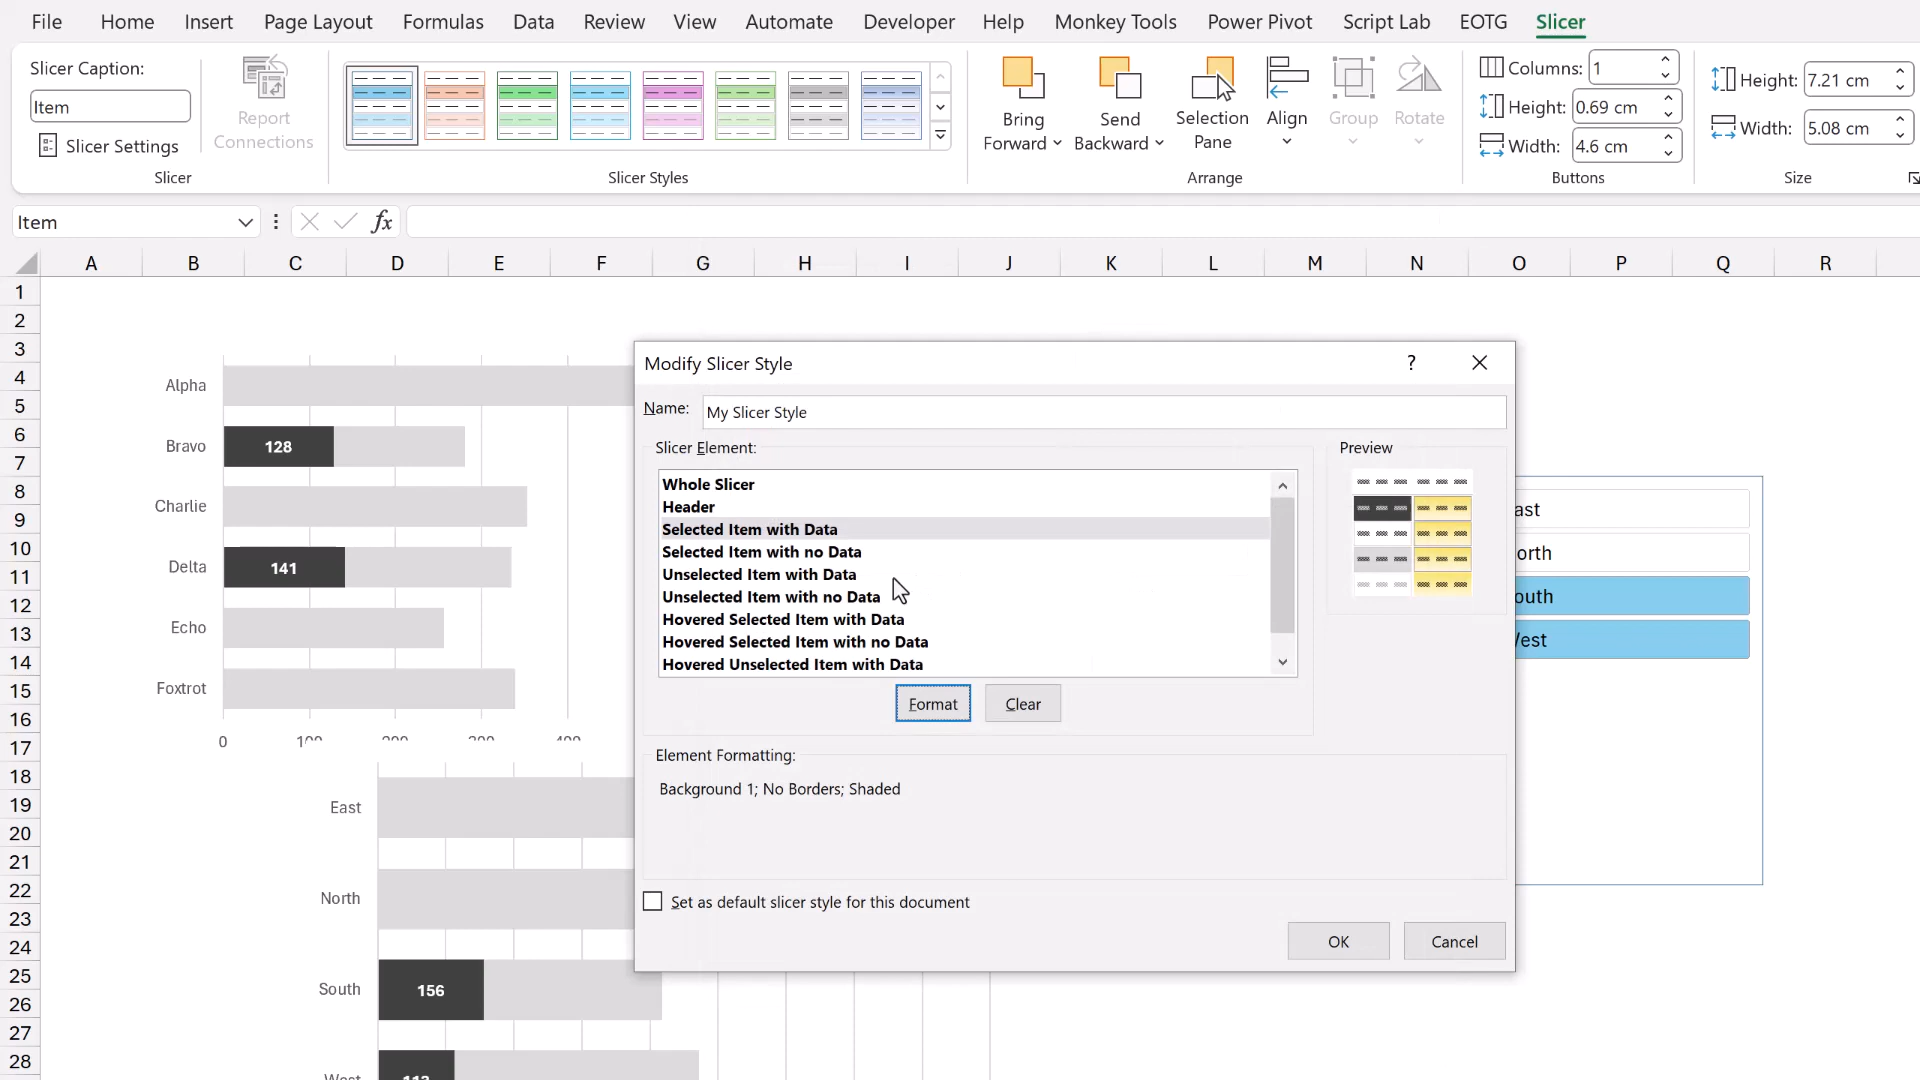 File Home Insert Page Layout Formulas Data Review View Automate Developer Help Monkey Tools Power Pivot Script Lab EOTG Slicer
Slicer Caption:
Item
Slicer Settings
Report
Connections
Slicer
Slicer Styles
Bring
Forward
Send
Backward
Selection
Pane
Align
Group
Rotate
Arrange
Columns: 1
Height: 0.69 cm
Width: 4.6 cm
Buttons
Height: 7.21 cm
Width: 5.08 cm
Size
Item
fx
A B C D E F G H I J K L M N O P Q R
1
2
3
4
5
6
7
8
9
10
11
12
13
14
15
16
17
18
19
20
21
22
23
24
25
26
27
28
Alpha
Bravo 128
Charlie
Delta 141
Echo
Foxtrot
0 100 200 300 400
East
North
South 156
West 113
Modify Slicer Style
?
Name: My Slicer Style
Slicer Element:
Whole Slicer
Header
Selected Item with Data
Selected Item with no Data
Unselected Item with Data
Unselected Item with no Data
Hovered Selected Item with Data
Hovered Selected Item with no Data
Hovered Unselected Item with Data
Format Clear
Preview
Element Formatting:
Background 1; No Borders; Shaded
Set as default slicer style for this document
OK Cancel
ast
orth
outh
est